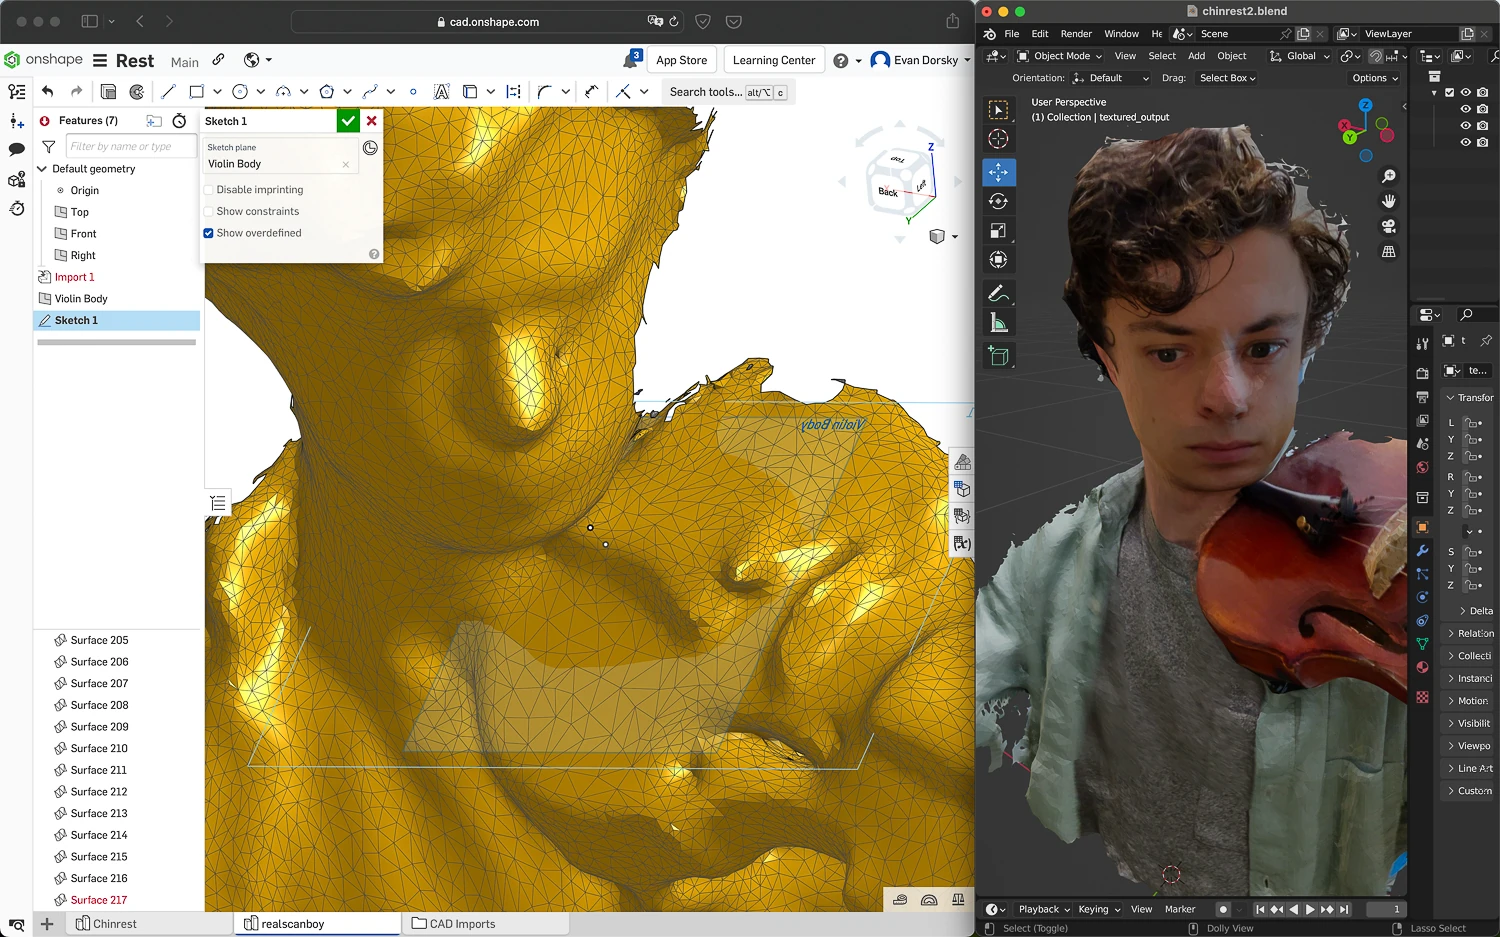 cad.onshape.com
onshape
Rest
Main
3
App Store
Learning Center
Evan Dorsky
Search tools...
alt/⌥
c
Features (7)
Filter by name or type
Default geometry
Origin
Top
Front
Right
Import 1
Violin Body
Sketch 1
Sketch 1
Sketch plane
Violin Body
Disable imprinting
Show constraints
Show overdefined
Top
Back
Left
Z
Y
Violin Body
Surface 205
Surface 206
Surface 207
Surface 208
Surface 209
Surface 210
Surface 211
Surface 212
Surface 213
Surface 214
Surface 215
Surface 216
Surface 217
Chinrest
realscanboy
CAD Imports
chinrest2.blend
File
Edit
Render
Window
He
Scene
ViewLayer
Object Mode
View
Select
Add
Object
Global
Orientation:
Default
Drag:
Select Box
Options
User Perspective
(1) Collection | textured_output
Z
X
Y
t
te...
Transfor
L
Y
Z
R
Y
Z
S
Y
Z
Delta
Relation
Collecti
Instanci
Motion
Visibilit
Viewpo
Line Art
Custom
Playback
Keying
View
Marker
1
Select (Toggle)
Dolly View
Lasso Select